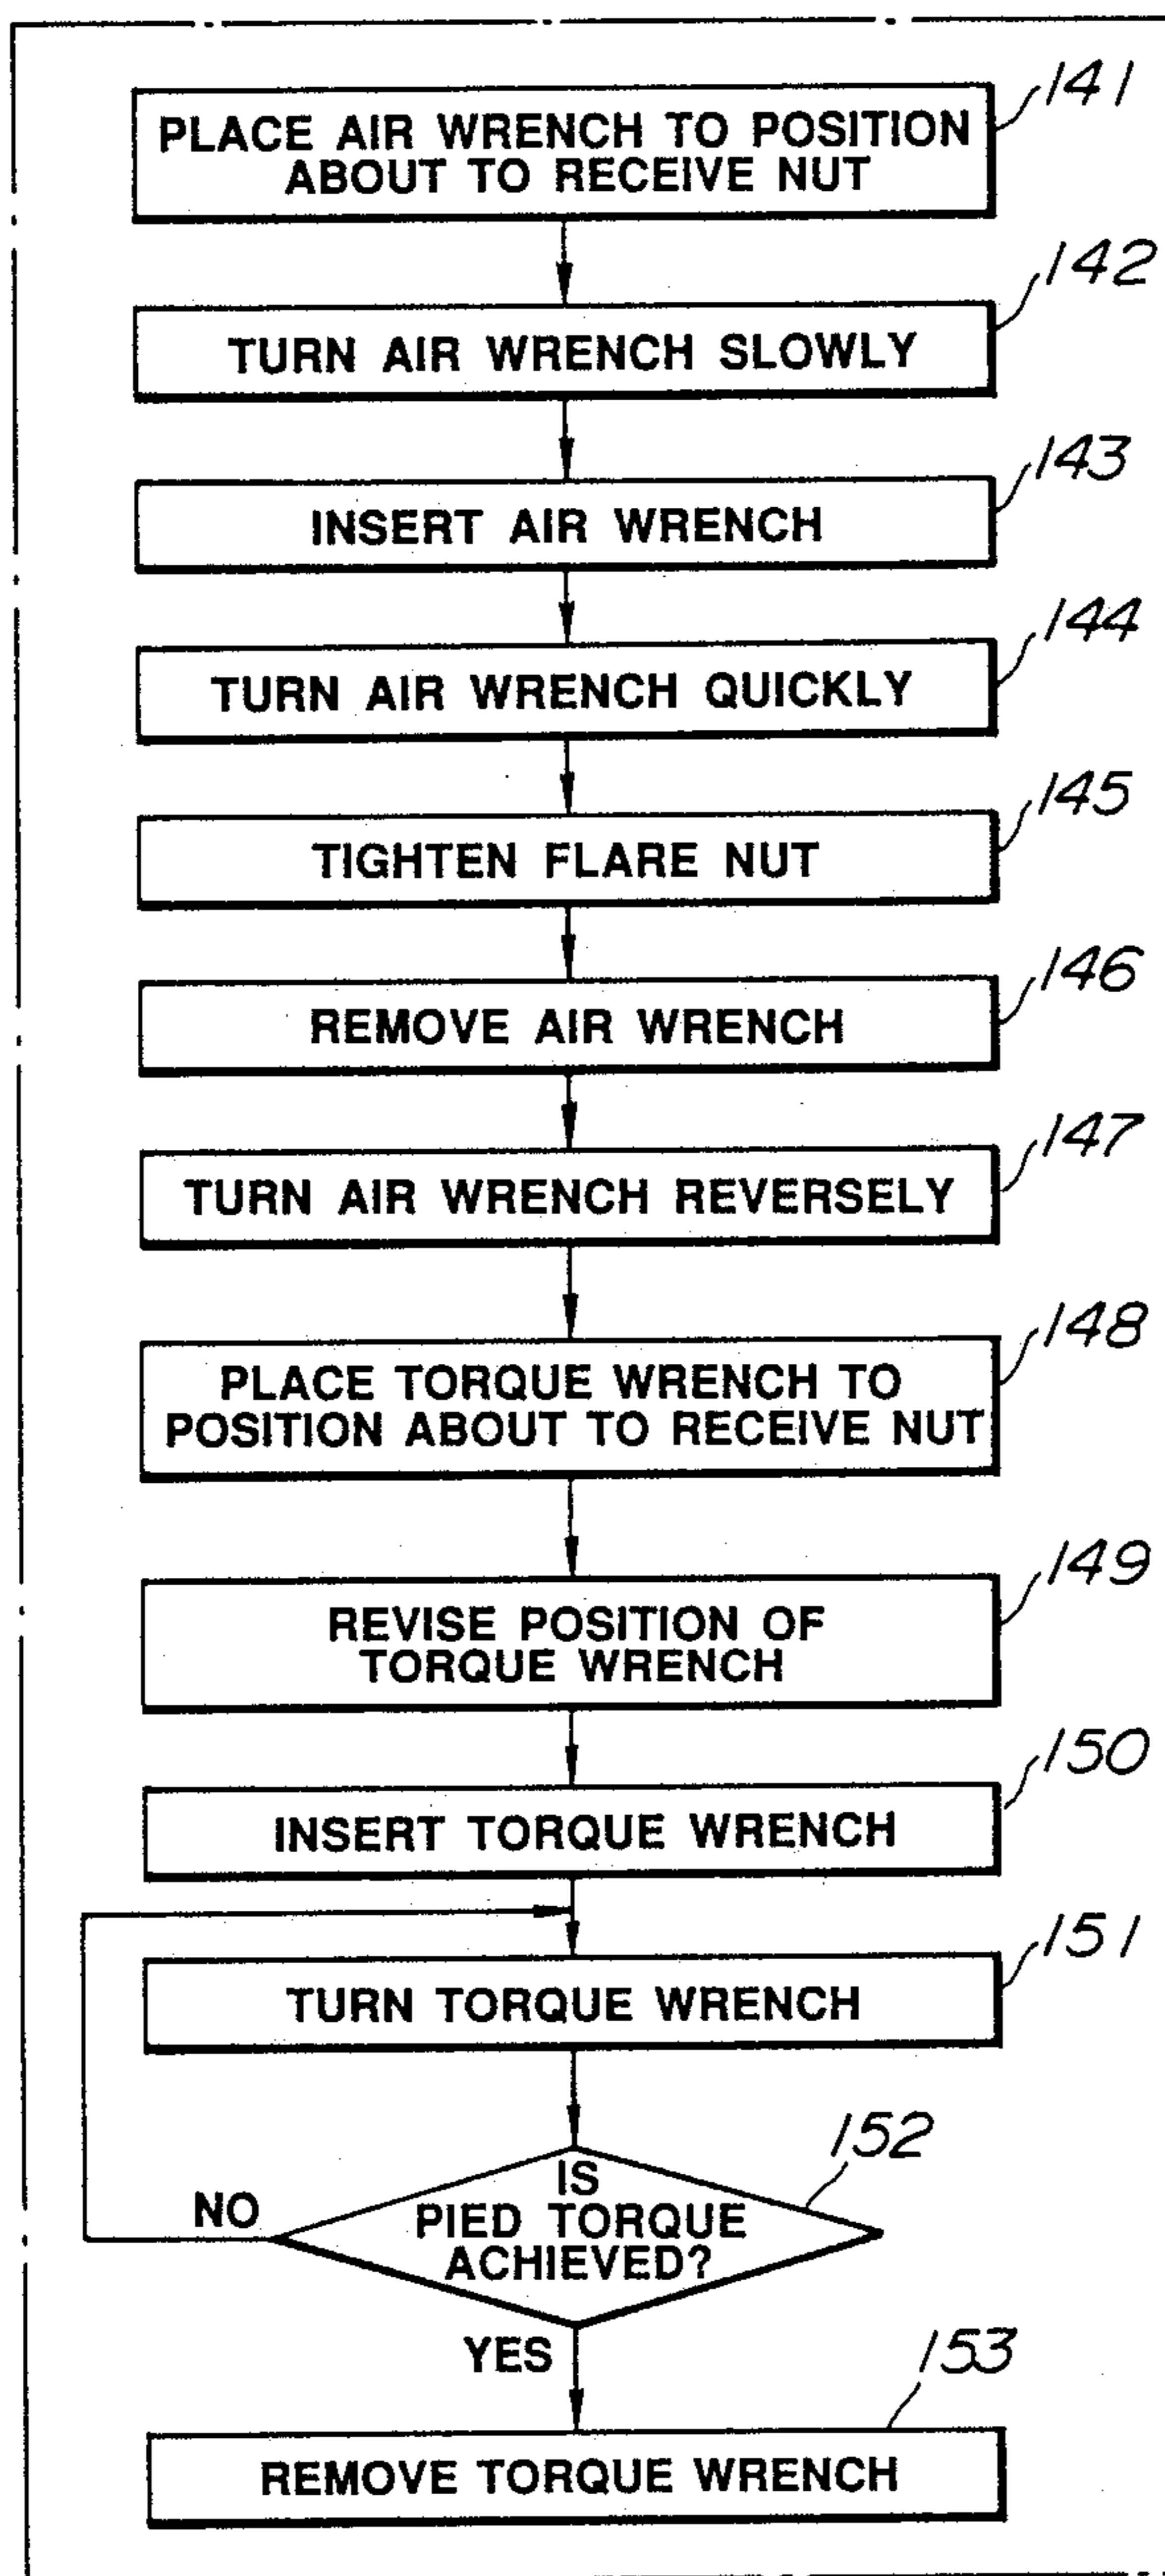 141
PLACE AIR WRENCH TO POSITION
ABOUT TO RECEIVE NUT
142
TURN AIR WRENCH SLOWLY
143
INSERT AIR WRENCH
144
TURN AIR WRENCH QUICKLY
145
TIGHTEN FLARE NUT
146
REMOVE AIR WRENCH
147
TURN AIR WRENCH REVERSELY
148
PLACE TORQUE WRENCH TO
POSITION ABOUT TO RECEIVE NUT
149
REVISE POSITION OF
TORQUE WRENCH
150
INSERT TORQUE WRENCH
151
TURN TORQUE WRENCH
152
IS
PIED TORQUE
ACHIEVED?
NO
YES
153
REMOVE TORQUE WRENCH